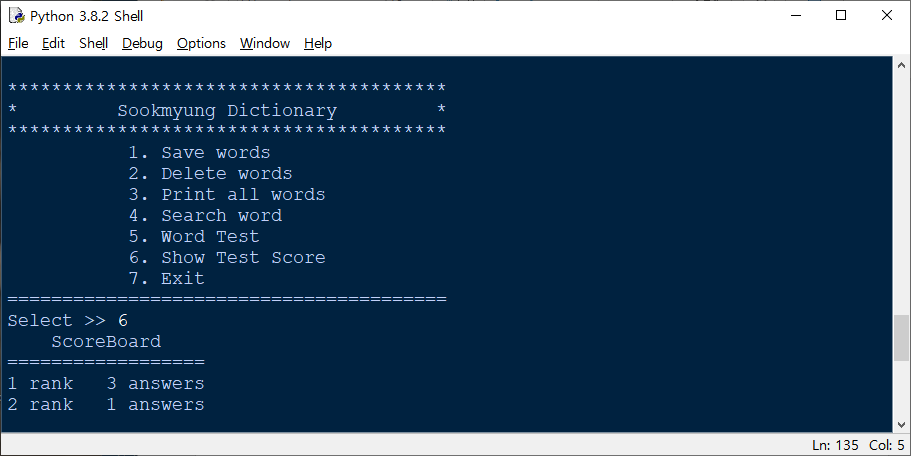 Python 3.8.2 Shell
File Edit Shell Debug Options Window Help
****************************************
*         Sookmyung Dictionary         *
****************************************
           1. Save words
           2. Delete words
           3. Print all words
           4. Search word
           5. Word Test
           6. Show Test Score
           7. Exit
========================================
Select >> 6
    ScoreBoard
==================
1 rank   3 answers
2 rank   1 answers
Ln: 135 Col: 5